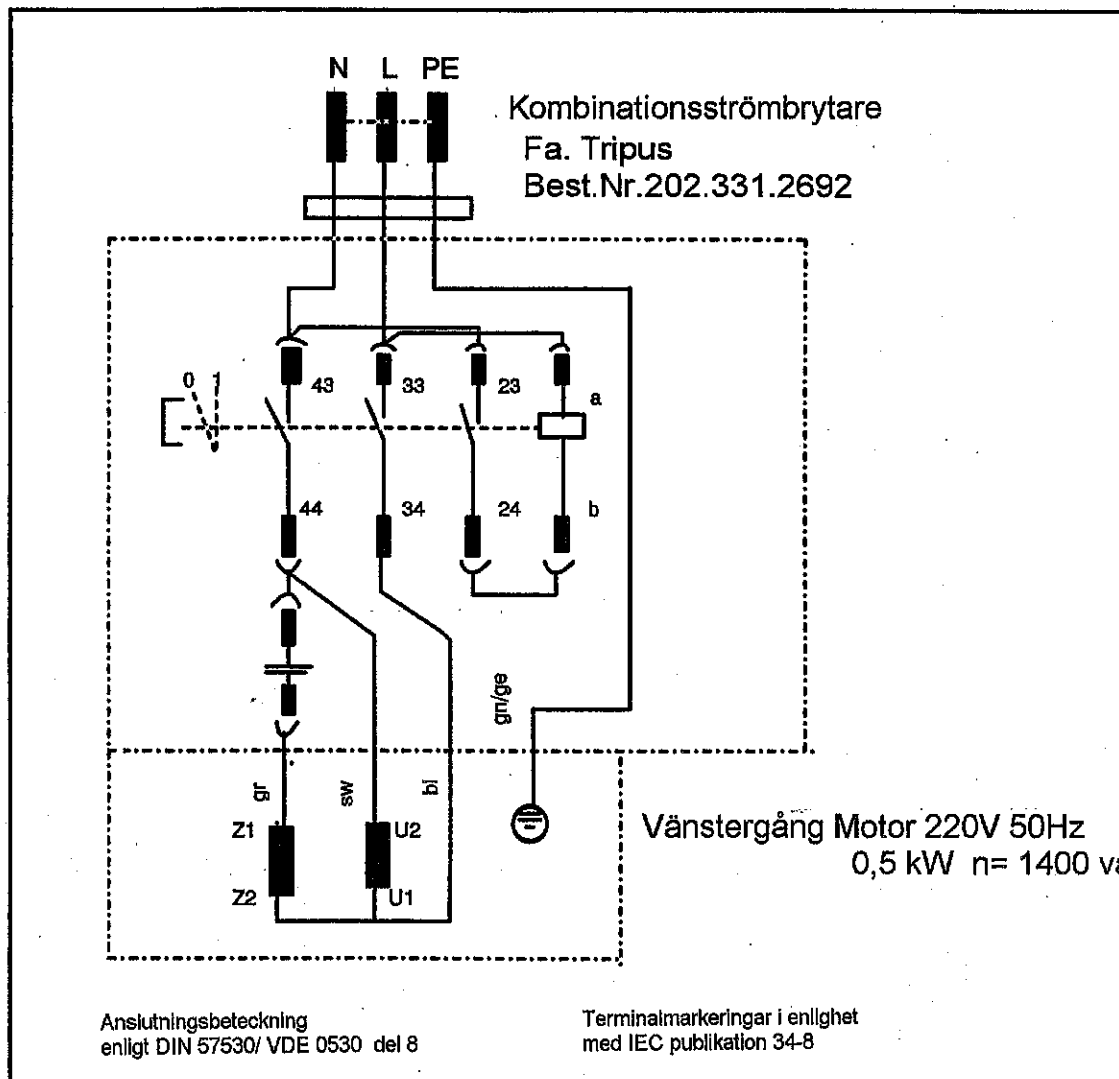 N L PE
Kombinationsströmbrytare
Fa. Tripus
Best.Nr.202.331.2692
0 1
43 33 23
a
44 34 24 b
gn/ge
gr sw bl
Z1 U2
Z2 U1
Vänstergång Motor 220V 50Hz
0,5 kW n= 1400 va
Anslutningsbeteckning
enligt DIN 57530/ VDE 0530 del 8
Terminalmarkeringar i enlighet
med IEC publikation 34-8